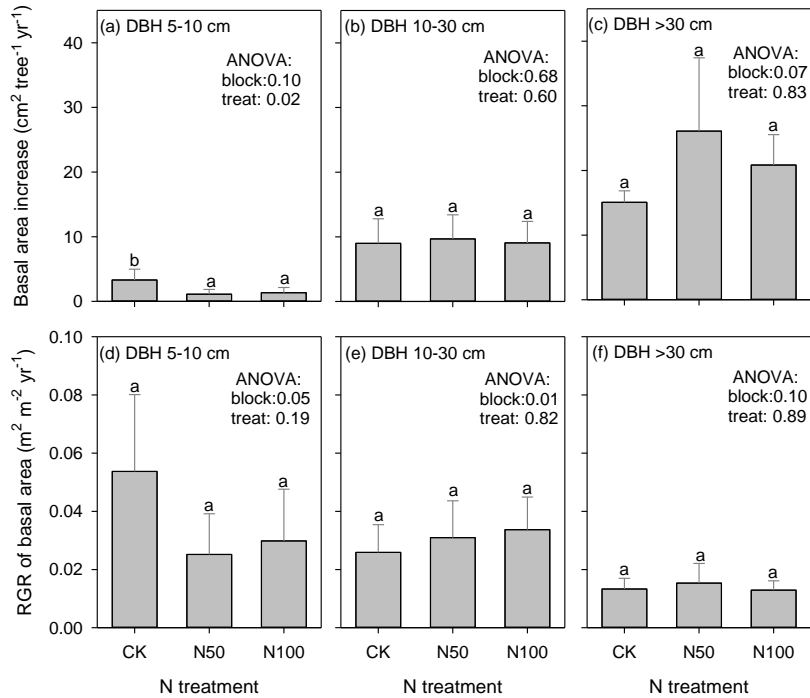 (a) DBH 5-10 cm
ANOVA:
block:0.10
treat: 0.02
b
a
a
(b) DBH 10-30 cm
ANOVA:
block:0.68
treat: 0.60
a
a
a
(c) DBH >30 cm
ANOVA:
block:0.07
treat: 0.83
a
a
a
Basal area increase (cm² tree⁻¹ yr⁻¹)
40
30
20
10
0
(d) DBH 5-10 cm
ANOVA:
block:0.05
treat: 0.19
a
a
a
(e) DBH 10-30 cm
ANOVA:
block:0.01
treat: 0.82
a
a
a
(f) DBH >30 cm
ANOVA:
block:0.10
treat: 0.89
a
a
a
RGR of basal area (m² m⁻² yr⁻¹)
0.10
0.08
0.06
0.04
0.02
0.00
CK N50 N100
CK N50 N100
CK N50 N100
N treatment
N treatment
N treatment